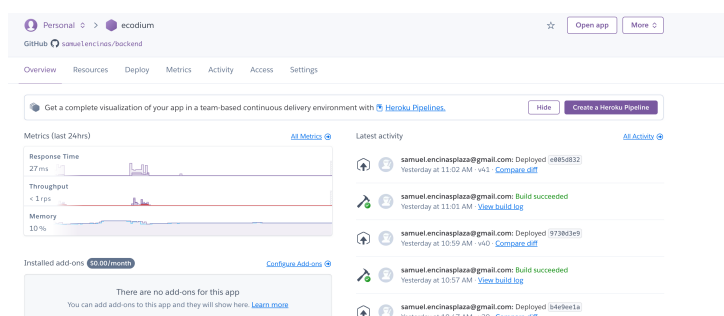 Personal > ecodium
Open app
More
GitHub samuelencinas/backend
Overview Resources Deploy Metrics Activity Access Settings
Get a complete visualization of your app in a team-based continuous delivery environment with Heroku Pipelines.
Hide
Create a Heroku Pipeline
Metrics (last 24hrs)
All Metrics
Response Time
27 ms
Throughput
< 1 rps
Memory
10 %
Installed add-ons $0.00/month
Configure Add-ons
There are no add-ons for this app
You can add add-ons to this app and they will show here. Learn more
Latest activity
All Activity
samuel.encinasplaza@gmail.com: Deployed e005d832
Yesterday at 11:02 AM · v41 · Compare diff
samuel.encinasplaza@gmail.com: Build succeeded
Yesterday at 11:01 AM · View build log
samuel.encinasplaza@gmail.com: Deployed 9730d3e9
Yesterday at 10:59 AM · v40 · Compare diff
samuel.encinasplaza@gmail.com: Build succeeded
Yesterday at 10:57 AM · View build log
samuel.encinasplaza@gmail.com: Deployed b4e9ee1a